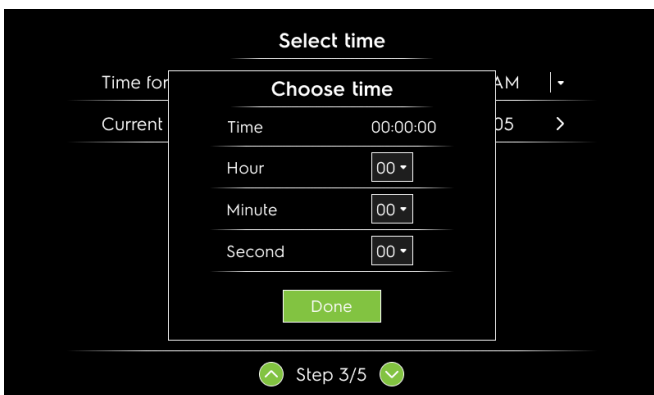 Select time
Time for AM
Choose time
Current 05
Time 00:00:00
Hour 00
Minute 00
Second 00
Done
Step 3/5